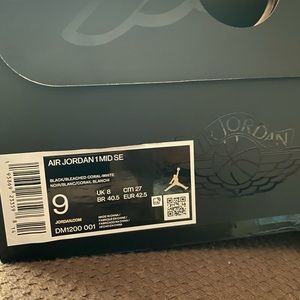 AIR JORDAN 1 MID SE
BLACK/BLEACHED CORAL-WHITE
NOIR/BLANC/CORAIL BLANCHI
9
UK 8
CM 27
BR 40.5
EUR 42.5
JORDAN.COM
DM1200 001
AIR JORDAN